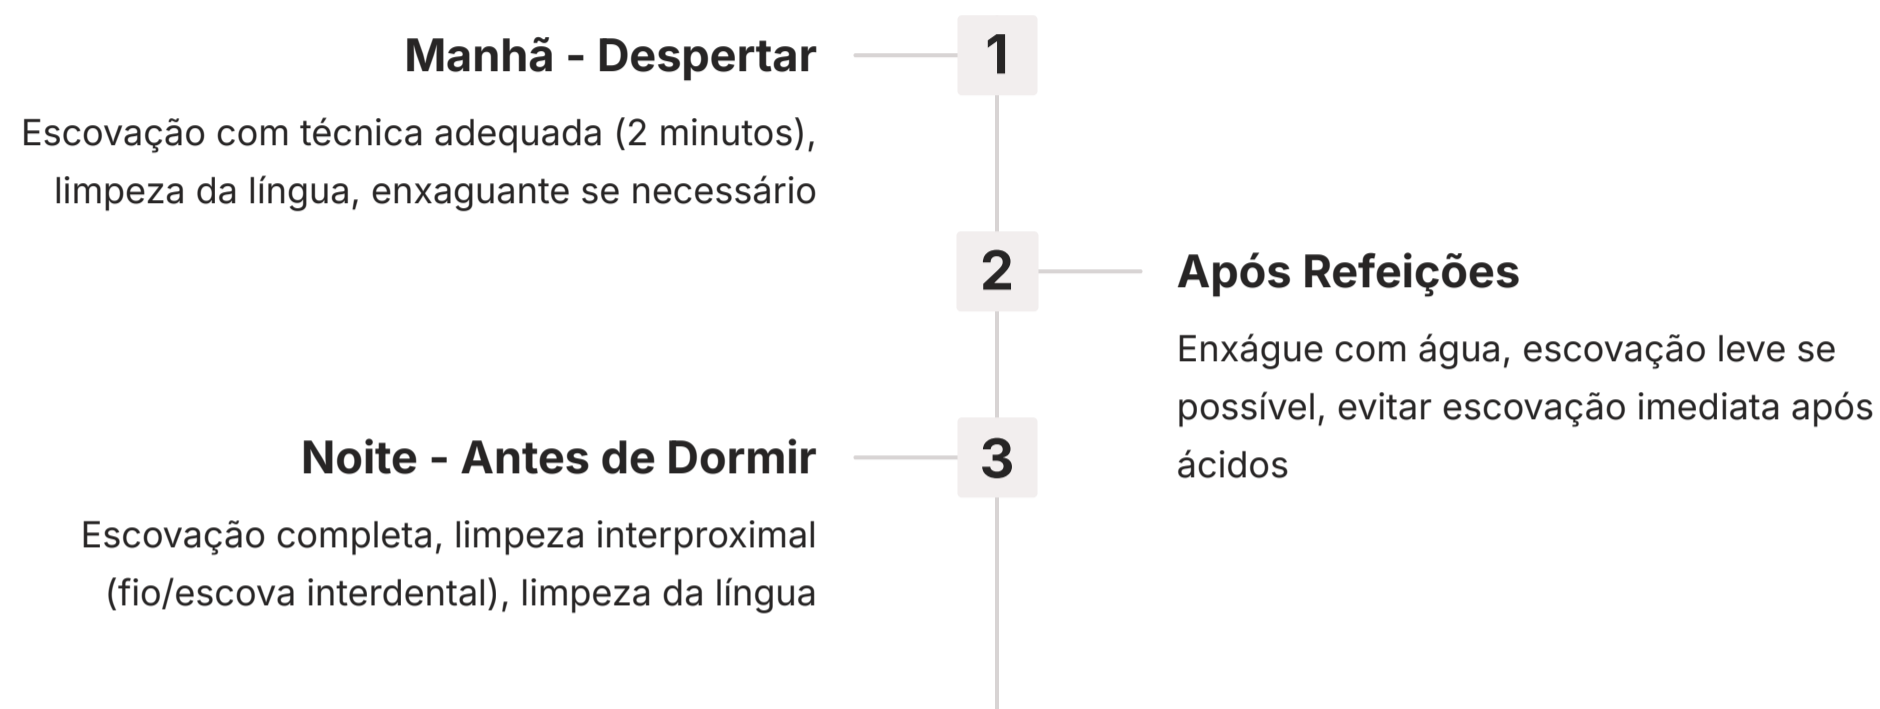 Manhã - Despertar
1
Escovação com técnica adequada (2 minutos),
limpeza da língua, enxaguante se necessário
2
Após Refeições
Enxágue com água, escovação leve se
possível, evitar escovação imediata após
ácidos
Noite - Antes de Dormir
3
Escovação completa, limpeza interproximal
(fio/escova interdental), limpeza da língua